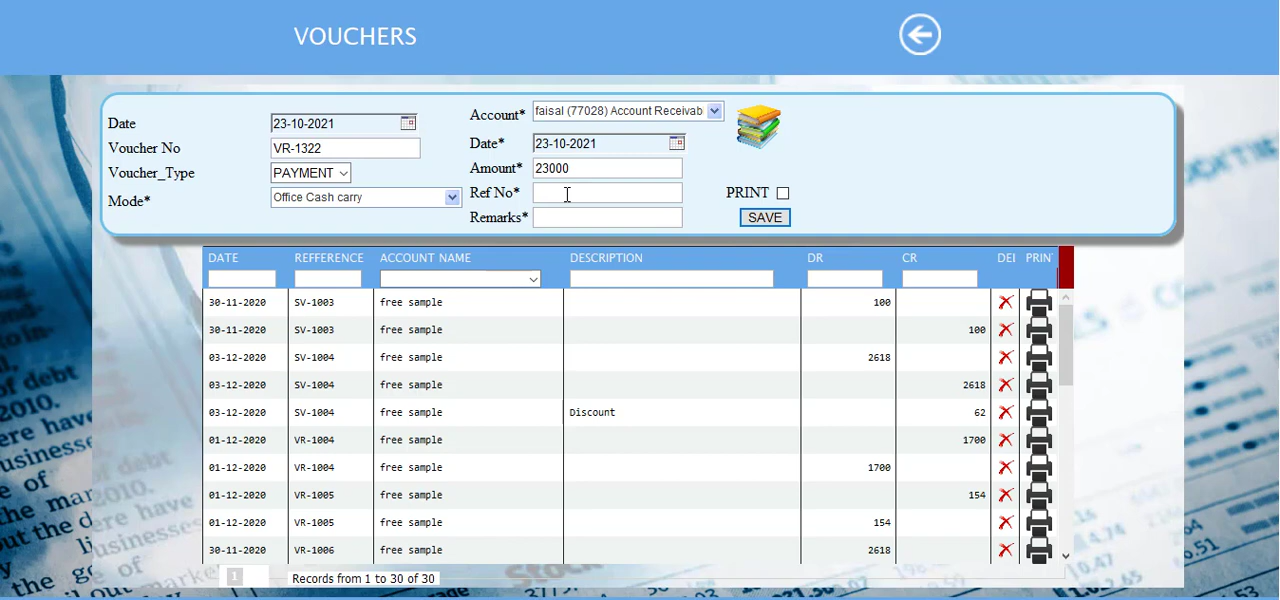 VOUCHERS
Date 23-10-2021
Voucher No VR-1322
Voucher_Type PAYMENT
Mode* Office Cash carry
Account* faisal (77028) Account Receivab
Date* 23-10-2021
Amount* 23000
Ref No*
Remarks*
PRINT
SAVE
DATE REFFERENCE ACCOUNT NAME DESCRIPTION DR CR DEI PRIN
30-11-2020 SV-1003 free sample 100
30-11-2020 SV-1003 free sample 100
03-12-2020 SV-1004 free sample 2618
03-12-2020 SV-1004 free sample 2618
03-12-2020 SV-1004 free sample Discount 62
01-12-2020 VR-1004 free sample 1700
01-12-2020 VR-1004 free sample 1700
01-12-2020 VR-1005 free sample 154
01-12-2020 VR-1005 free sample 154
30-11-2020 VR-1006 free sample 2618
1 Records from 1 to 30 of 30